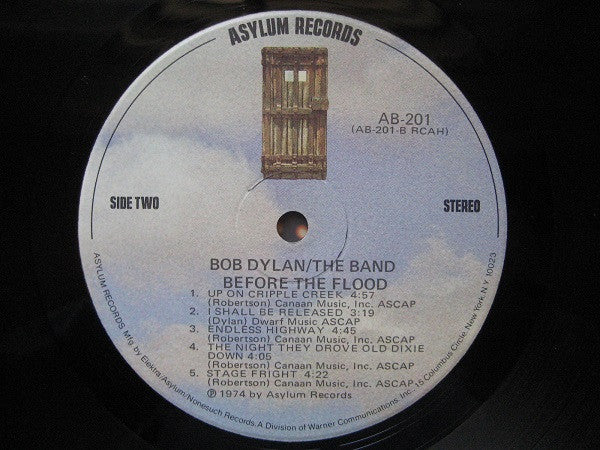 ASYLUM RECORDS
AB-201
(AB-201-B RCAH)
SIDE TWO
STEREO
BOB DYLAN/THE BAND
BEFORE THE FLOOD
1. UP ON CRIPPLE CREEK 4:57
(Robertson) Canaan Music, Inc. ASCAP
2. I SHALL BE RELEASED 3:19
(Dylan) Dwarf Music ASCAP
3. ENDLESS HIGHWAY 4:45
(Robertson) Canaan Music, Inc. ASCAP
4. THE NIGHT THEY DROVE OLD DIXIE
DOWN 4:05
(Robertson) Canaan Music, Inc. ASCAP
5. STAGE FRIGHT 4:22
(Robertson) Canaan Music, Inc. ASCAP
Ⓟ 1974 by Asylum Records
ASYLUM RECORDS Mfg by Elektra/Asylum/Nonesuch Records. A Division of Warner Communications, Inc. 15 Columbus Circle, New York N.Y. 10023